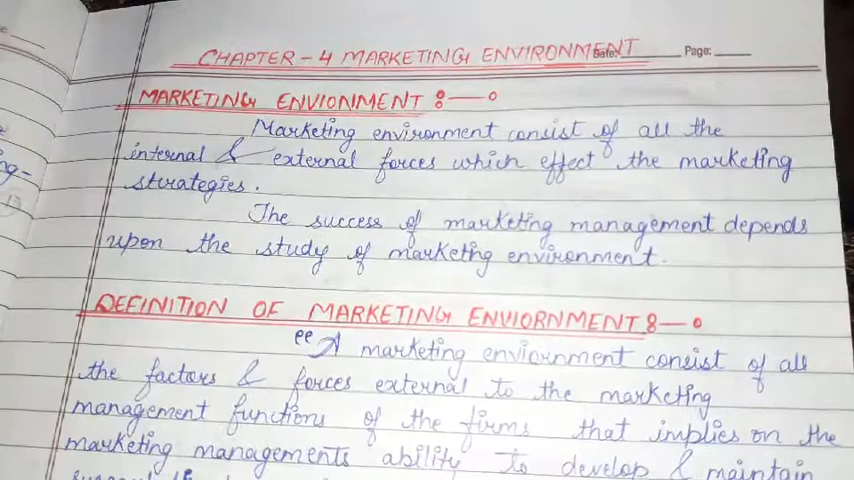 CHAPTER - 4 MARKETING ENVIRONMENT
Date: Page:
MARKETING ENVIONMENT :—o
Marketing environment consist of all the
internal & external forces which effect the marketing
strategies.
The success of marketing management depends
upon the study of marketing environment.
DEFINITION OF MARKETING ENVIORNMENT :—o
“A marketing enviornment consist of all
the factors & forces external to the marketing
management functions of the firms that implies on the
marketing managements ability to develop & maintain